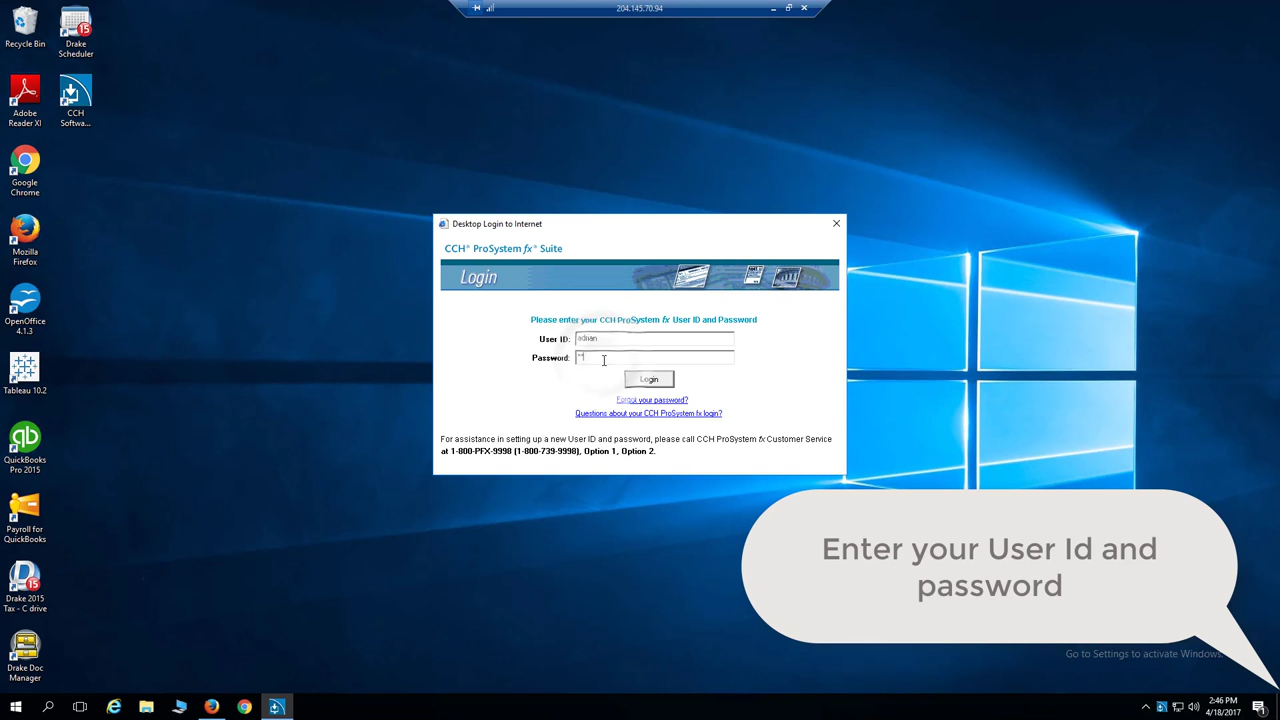 204.145.70.94
Recycle Bin
Drake
Scheduler
15
Adobe
Reader XI
CCH
Softwa...
Google
Chrome
Mozilla
Firefox
OpenOffice
4.1.3
Tableau 10.2
qb
QuickBooks
Pro 2015
Payroll for
QuickBooks
15
Drake 2015
Tax - C drive
Drake Doc
Manager
Desktop Login to Internet
CCH® ProSystem fx® Suite
Login
Please enter your CCH ProSystem fx User ID and Password
User ID: adrian
Password: **
Login
Forgot your password?
Questions about your CCH ProSystem fx login?
For assistance in setting up a new User ID and password, please call CCH ProSystem fx Customer Service
at 1-800-PFX-9998 (1-800-739-9998), Option 1, Option 2.
Enter your User Id and
password
Go to Settings to activate Windows.
2:46 PM
4/18/2017
1